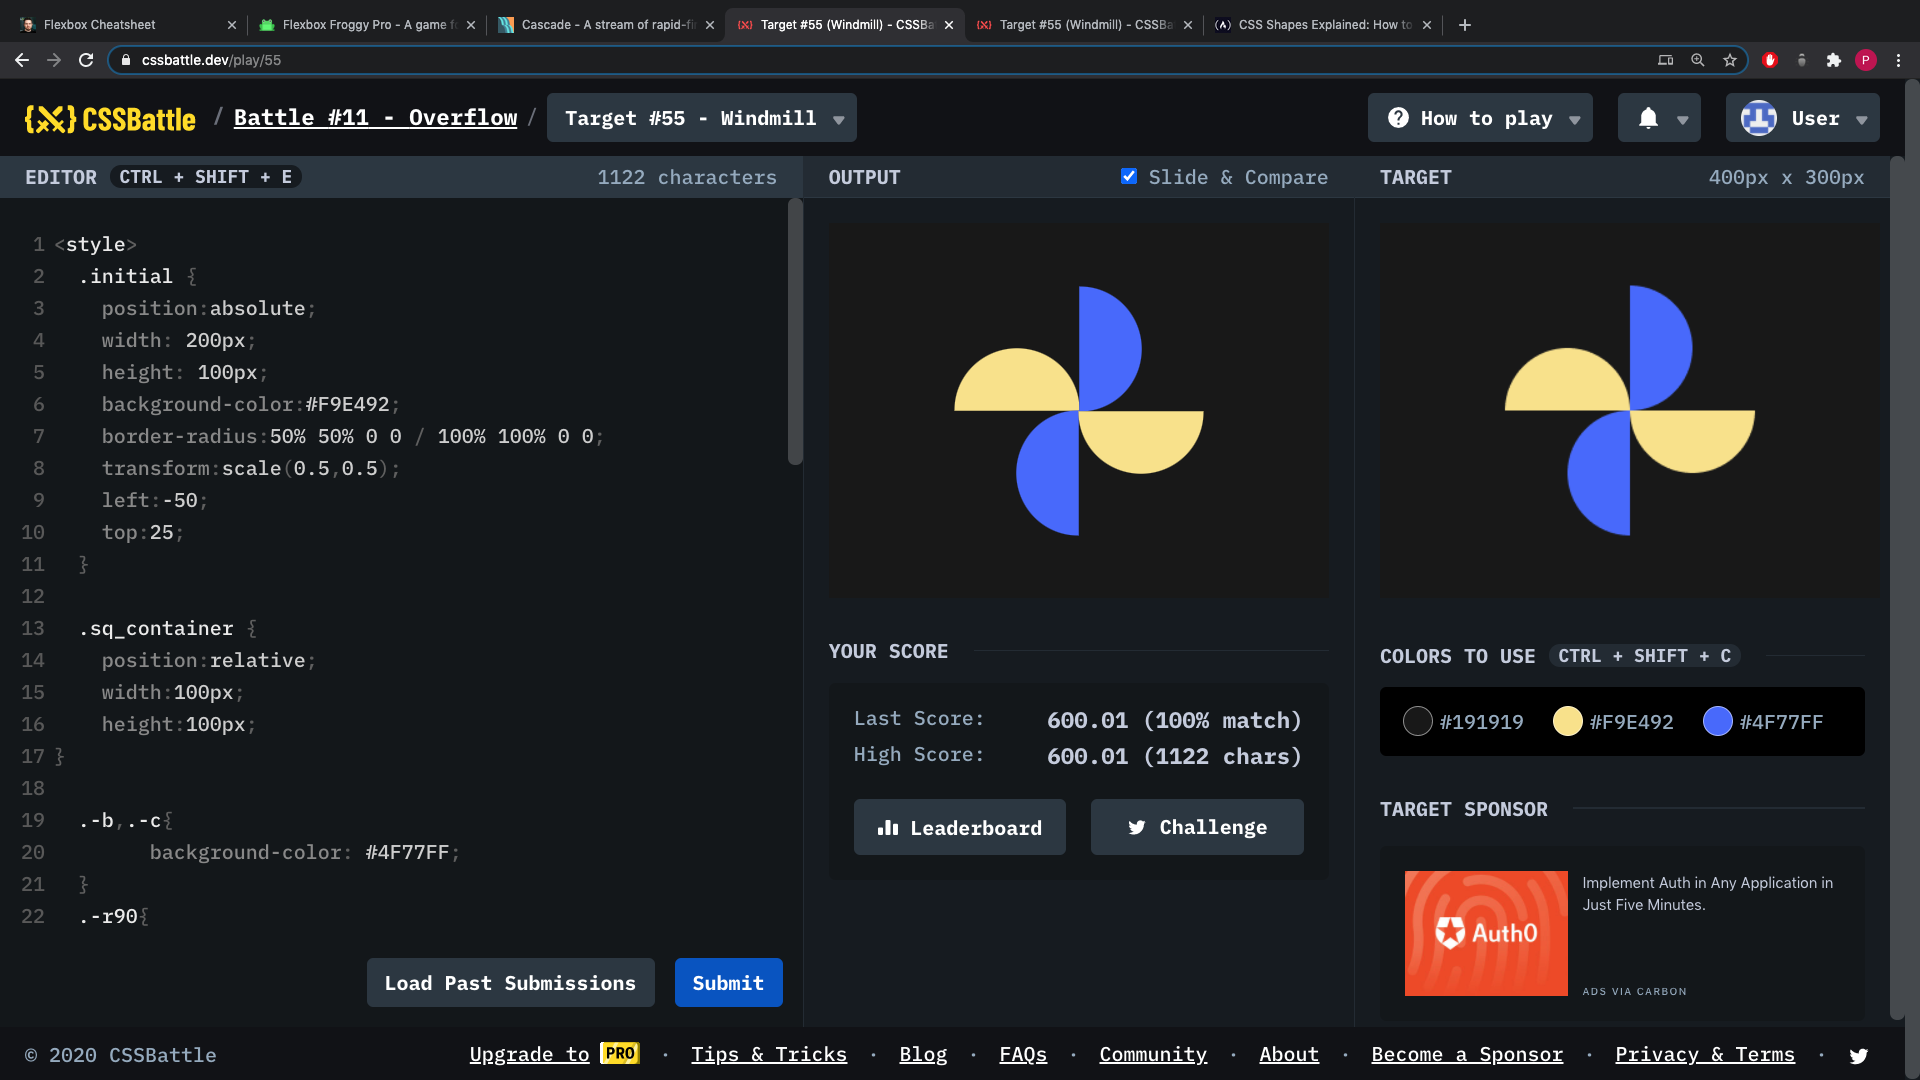 Flexbox Cheatsheet
Flexbox Froggy Pro - A game fo
Cascade - A stream of rapid-fi
Target #55 (Windmill) - CSSBa
Target #55 (Windmill) - CSSBa
CSS Shapes Explained: How to
cssbattle.dev/play/55
P
{X} CSSBattle / Battle #11 - Overflow / Target #55 - Windmill
How to play
User
EDITOR CTRL + SHIFT + E 1122 characters
1 <style>
2 .initial {
3 position:absolute;
4 width: 200px;
5 height: 100px;
6 background-color:#F9E492;
7 border-radius:50% 50% 0 0 / 100% 100% 0 0;
8 transform:scale(0.5,0.5);
9 left:-50;
10 top:25;
11 }
12
13 .sq_container {
14 position:relative;
15 width:100px;
16 height:100px;
17 }
18
19 .-b,.-c{
20 background-color: #4F77FF;
21 }
22 .-r90{
Load Past Submissions
Submit
OUTPUT
Slide & Compare
YOUR SCORE
Last Score: 600.01 (100% match)
High Score: 600.01 (1122 chars)
Leaderboard
Challenge
TARGET 400px x 300px
COLORS TO USE CTRL + SHIFT + C
#191919 #F9E492 #4F77FF
TARGET SPONSOR
Auth0
Implement Auth in Any Application in
Just Five Minutes.
ADS VIA CARBON
© 2020 CSSBattle
Upgrade to PRO · Tips & Tricks · Blog · FAQs · Community · About · Become a Sponsor · Privacy & Terms ·